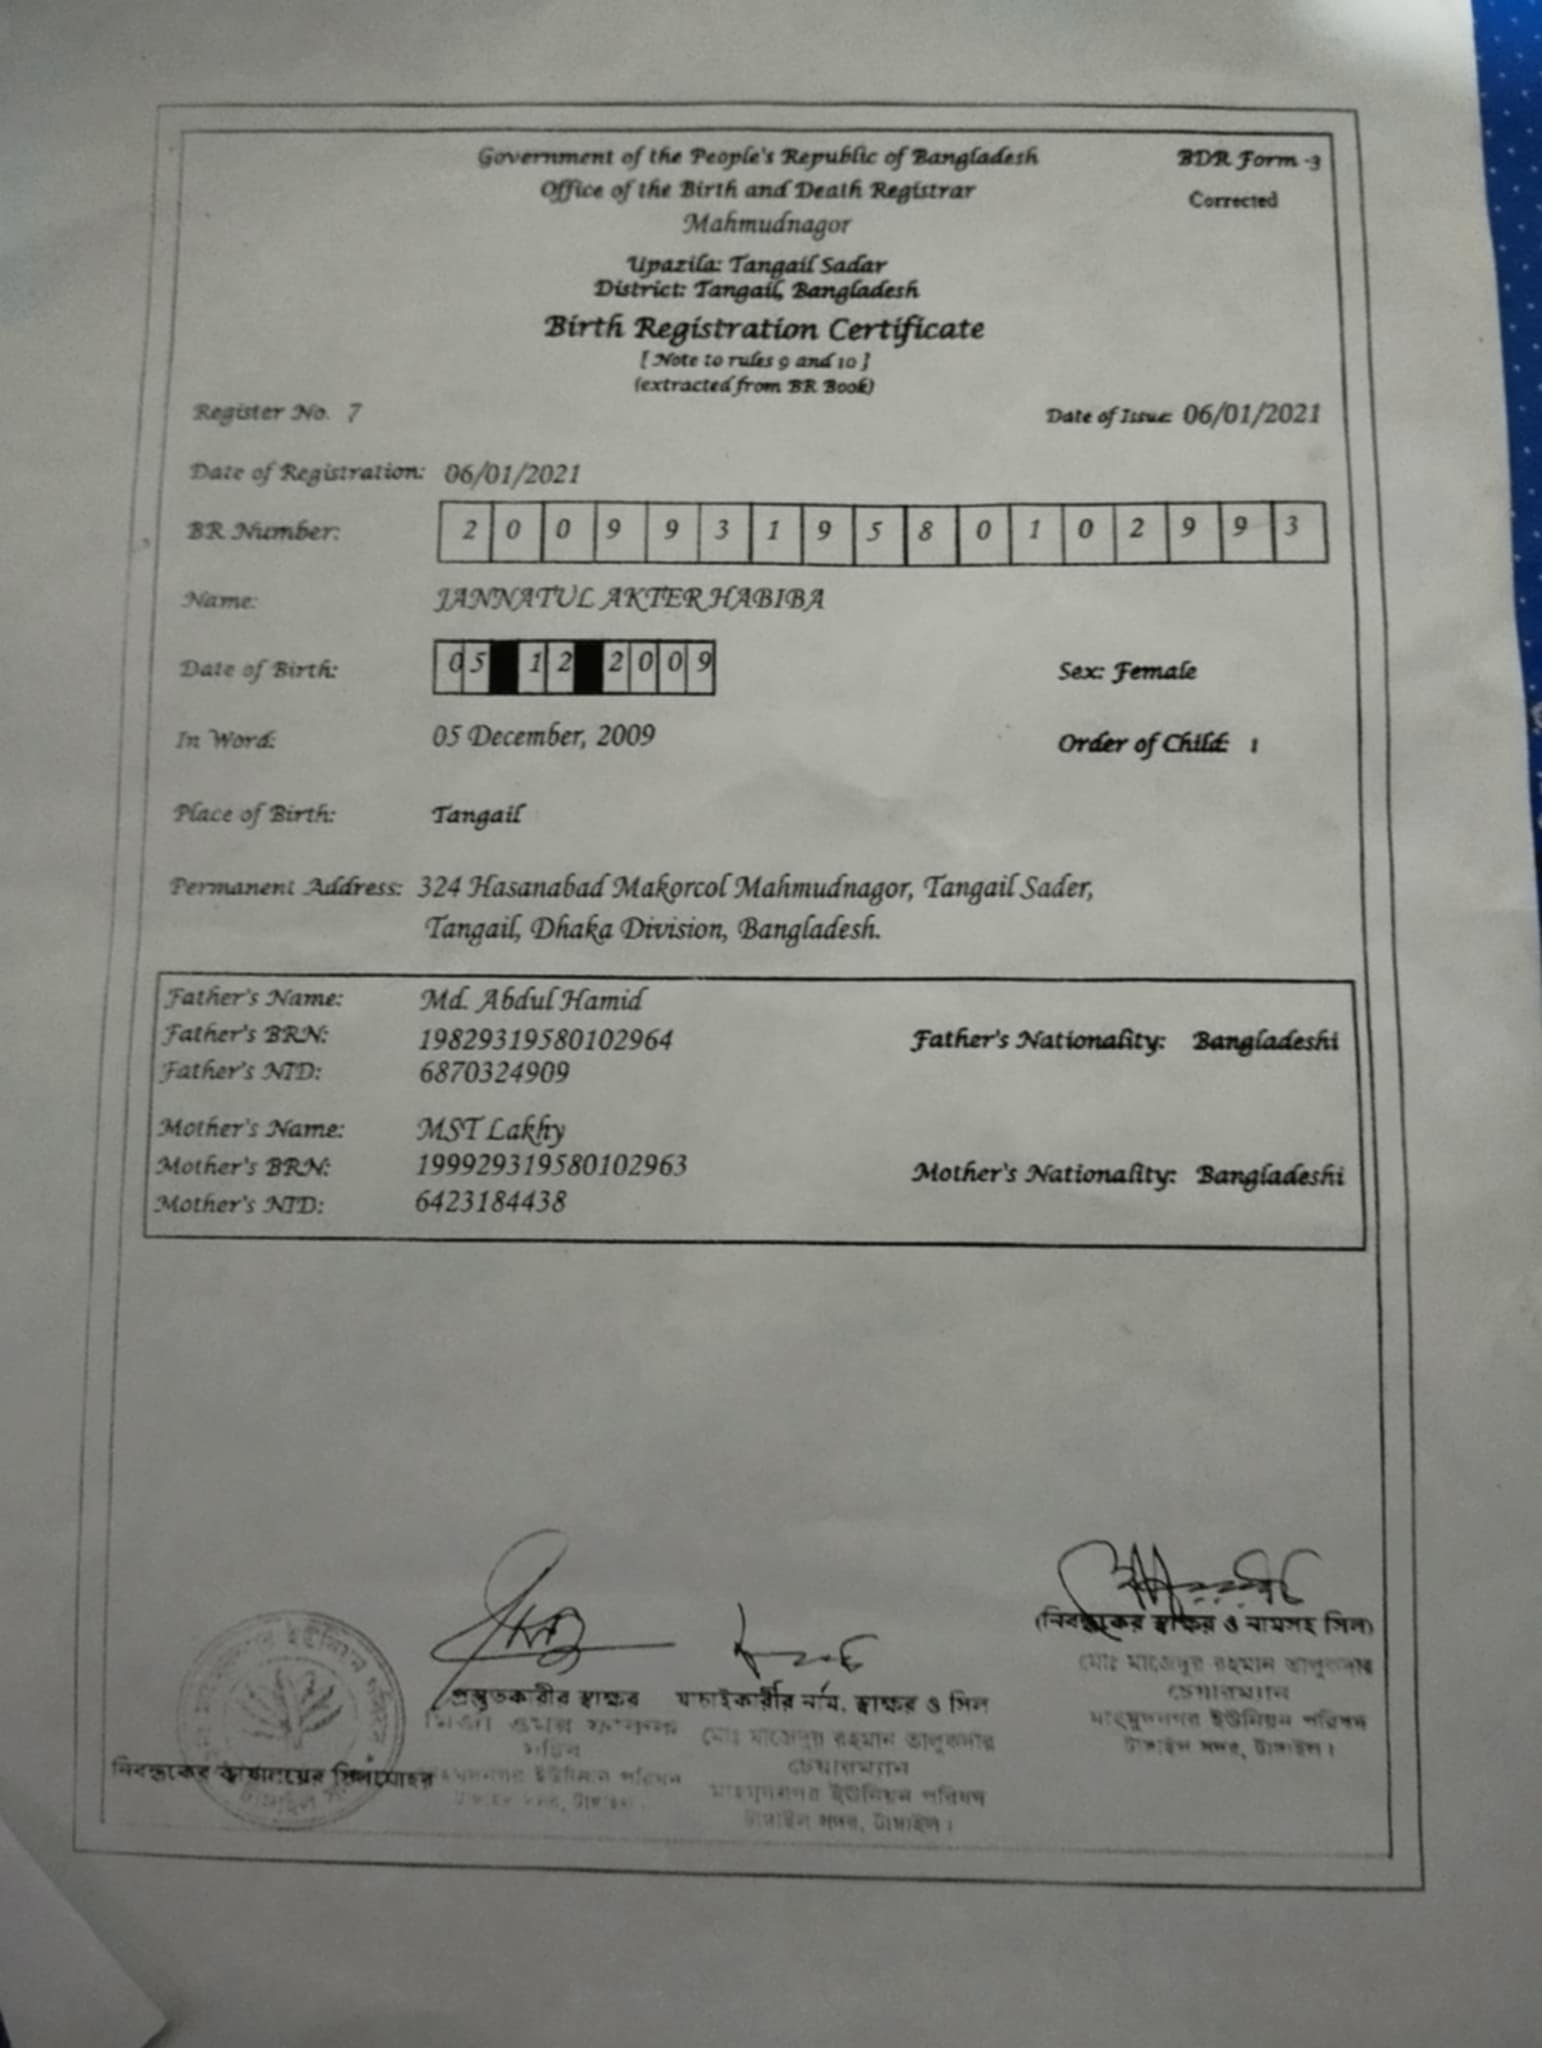 Government of the People's Republic of Bangladesh
BDR Form -3
Office of the Birth and Death Registrar
Corrected
Mahmudnagor
Upazila: Tangail Sadar
District: Tangail, Bangladesh
Birth Registration Certificate
[ Note to rules 9 and 10 ]
(extracted from BR Book)
Register No. 7
Date of Issue: 06/01/2021
Date of Registration: 06/01/2021
BR Number: 2 0 0 9 9 3 1 9 5 8 0 1 0 2 9 9 3
Name: JANNATUL AKTER HABIBA
Date of Birth: 0 5 1 2 2 0 0 9
Sex: Female
In Word: 05 December, 2009
Order of Child: 1
Place of Birth: Tangail
Permanent Address: 324 Hasanabad Makorcol Mahmudnagor, Tangail Sader,
Tangail, Dhaka Division, Bangladesh.
Father's Name: Md. Abdul Hamid
Father's BRN: 19829319580102964
Father's Nationality: Bangladeshi
Father's NID: 6870324909
Mother's Name: MST Lakhy
Mother's BRN: 199929319580102963
Mother's Nationality: Bangladeshi
Mother's NID: 6423184438
(নিবন্ধকের স্বাক্ষর ও নামসহ সিল)
মোঃ মাজেদুর রহমান তালুকদার
চেয়ারম্যান
মাহমুদনগর ইউনিয়ন পরিষদ
টাঙ্গাইল সদর, টাঙ্গাইল।
প্রস্তুতকারীর স্বাক্ষর
সচিব
ইউনিয়ন পরিষদ
যাচাইকারীর নাম, স্বাক্ষর ও সিল
মোঃ মাজেদুর রহমান তালুকদার
চেয়ারম্যান
মাহমুদনগর ইউনিয়ন পরিষদ
টাঙ্গাইল সদর, টাঙ্গাইল।
নিবন্ধকের কার্যালয়ের সিলমোহর